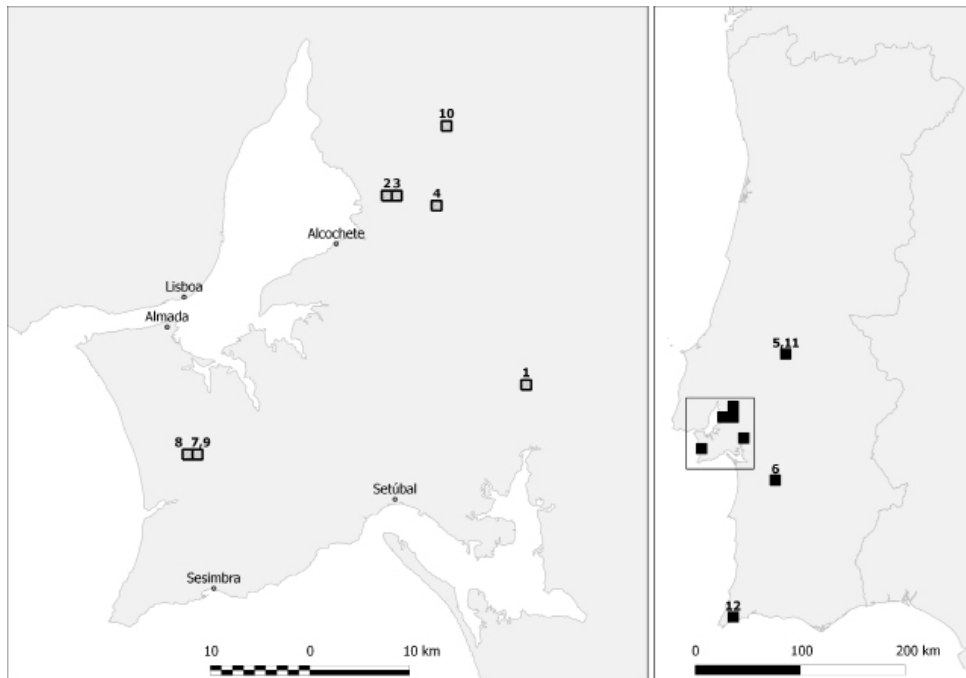 10
2 3
4
Alcochete
Lisboa
Almada
1
8 7,9
Setúbal
Sesimbra
10 0 10 km
5,11
6
12
0 100 200 km